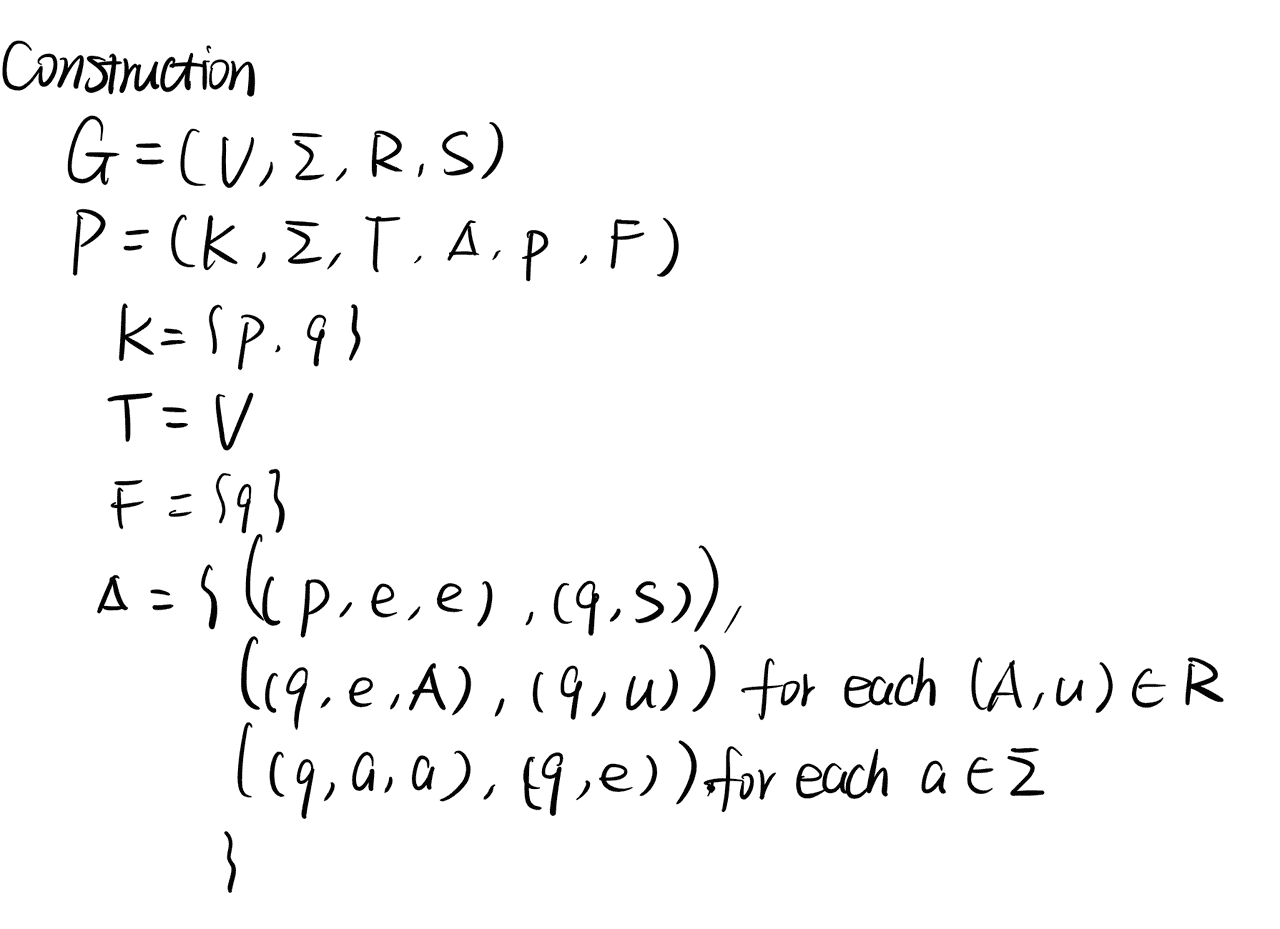 Construction
G = (V, Σ, R, S)
P = (K, Σ, T, Δ, p, F)
K = {p, q}
T = V
F = {q}
Δ = {((p, e, e), (q, S)),
((q, e, A), (q, u)) for each (A, u) ∈ R
((q, a, a), (q, e)) for each a ∈ Σ
}